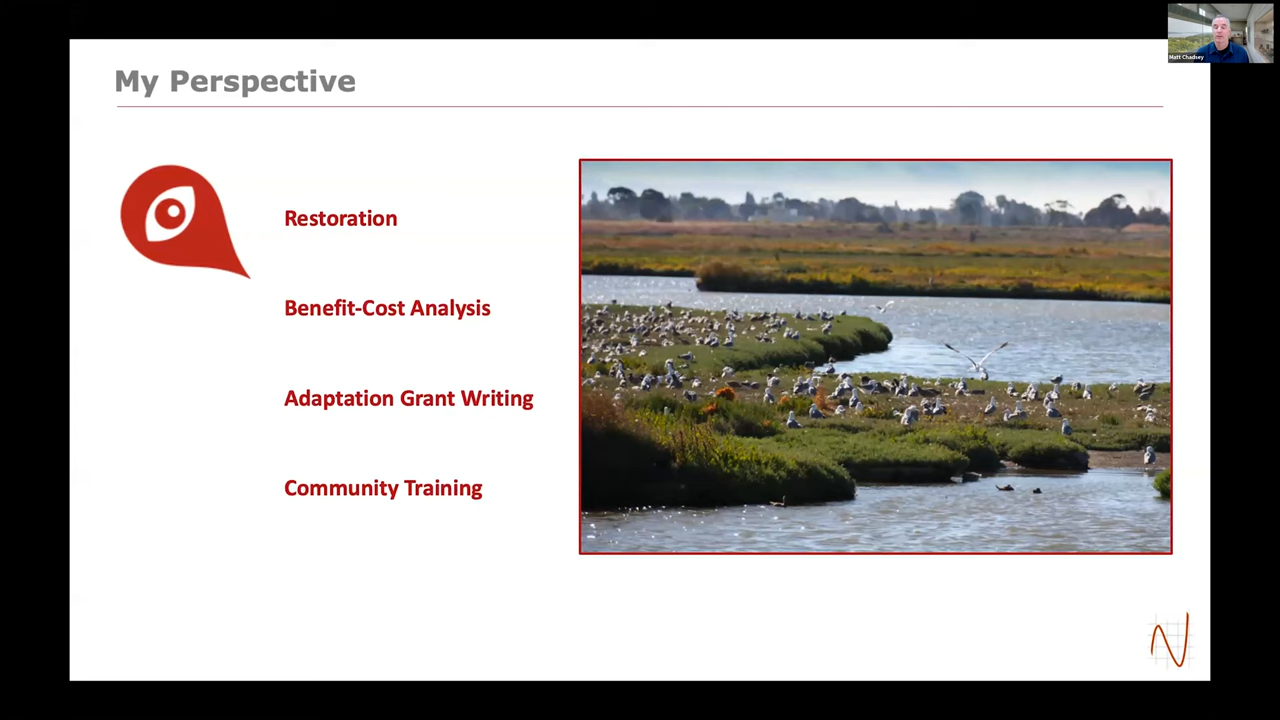 My Perspective
Matt Chadsey
Restoration
Benefit-Cost Analysis
Adaptation Grant Writing
Community Training
N